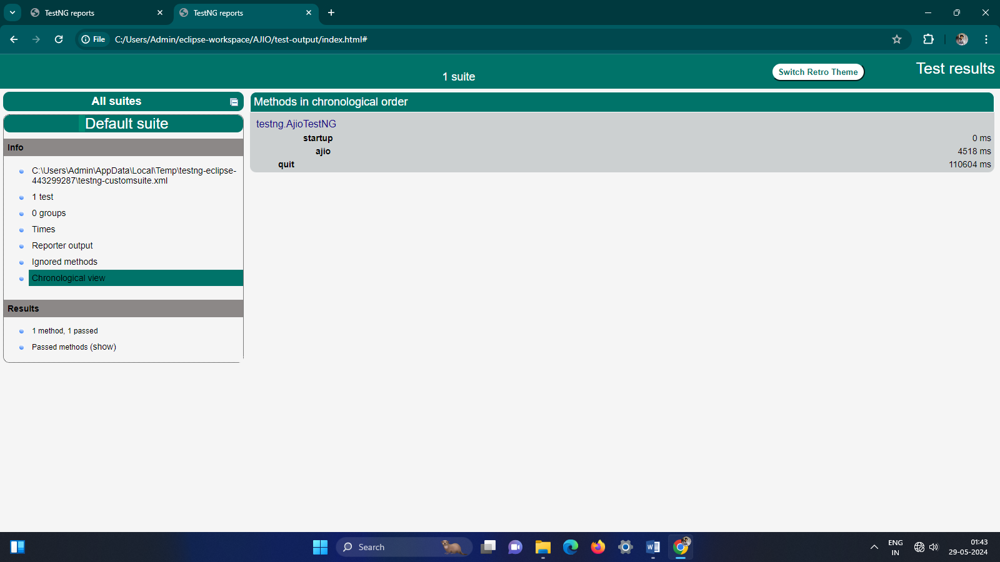 TestNG reports
TestNG reports
File
C:/Users/Admin/eclipse-workspace/AJIO/test-output/index.html#
1 suite
Switch Retro Theme
Test results
All suites
Default suite
Info
C:\Users\Admin\AppData\Local\Temp\testng-eclipse-
443299287\testng-customsuite.xml
1 test
0 groups
Times
Reporter output
Ignored methods
Chronological view
Results
1 method, 1 passed
Passed methods (show)
Methods in chronological order
testng.AjioTestNG
startup 0 ms
ajio 4518 ms
quit 110604 ms
Search
ENG
IN
01:43
29-05-2024